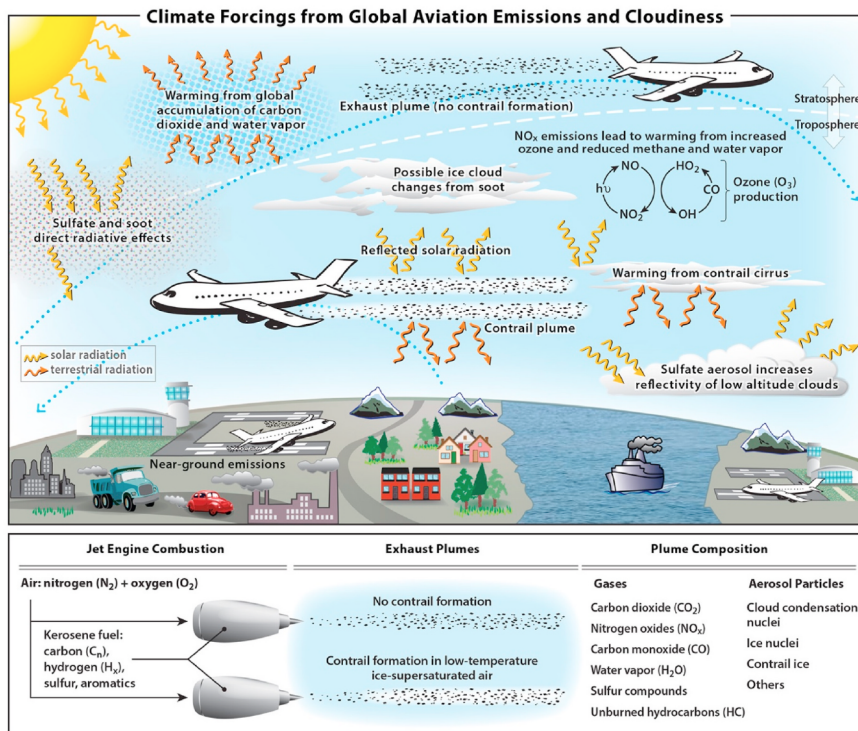 Climate Forcings from Global Aviation Emissions and Cloudiness
Warming from global
accumulation of carbon
dioxide and water vapor
Exhaust plume (no contrail formation)
Stratosphere
Troposphere
NOₓ emissions lead to warming from increased
ozone and reduced methane and water vapor
NO
HO₂
hυ
CO
NO₂
OH
Ozone (O₃)
production
Possible ice cloud
changes from soot
Sulfate and soot
direct radiative effects
Reflected solar radiation
Warming from contrail cirrus
Contrail plume
solar radiation
terrestrial radiation
Sulfate aerosol increases
reflectivity of low altitude clouds
Near-ground emissions
Jet Engine Combustion
Air: nitrogen (N₂) + oxygen (O₂)
Kerosene fuel:
carbon (Cₙ),
hydrogen (Hₓ),
sulfur, aromatics
Exhaust Plumes
No contrail formation
Contrail formation in low-temperature
ice-supersaturated air
Plume Composition
Gases
Carbon dioxide (CO₂)
Nitrogen oxides (NOₓ)
Carbon monoxide (CO)
Water vapor (H₂O)
Sulfur compounds
Unburned hydrocarbons (HC)
Aerosol Particles
Cloud condensation
nuclei
Ice nuclei
Contrail ice
Others